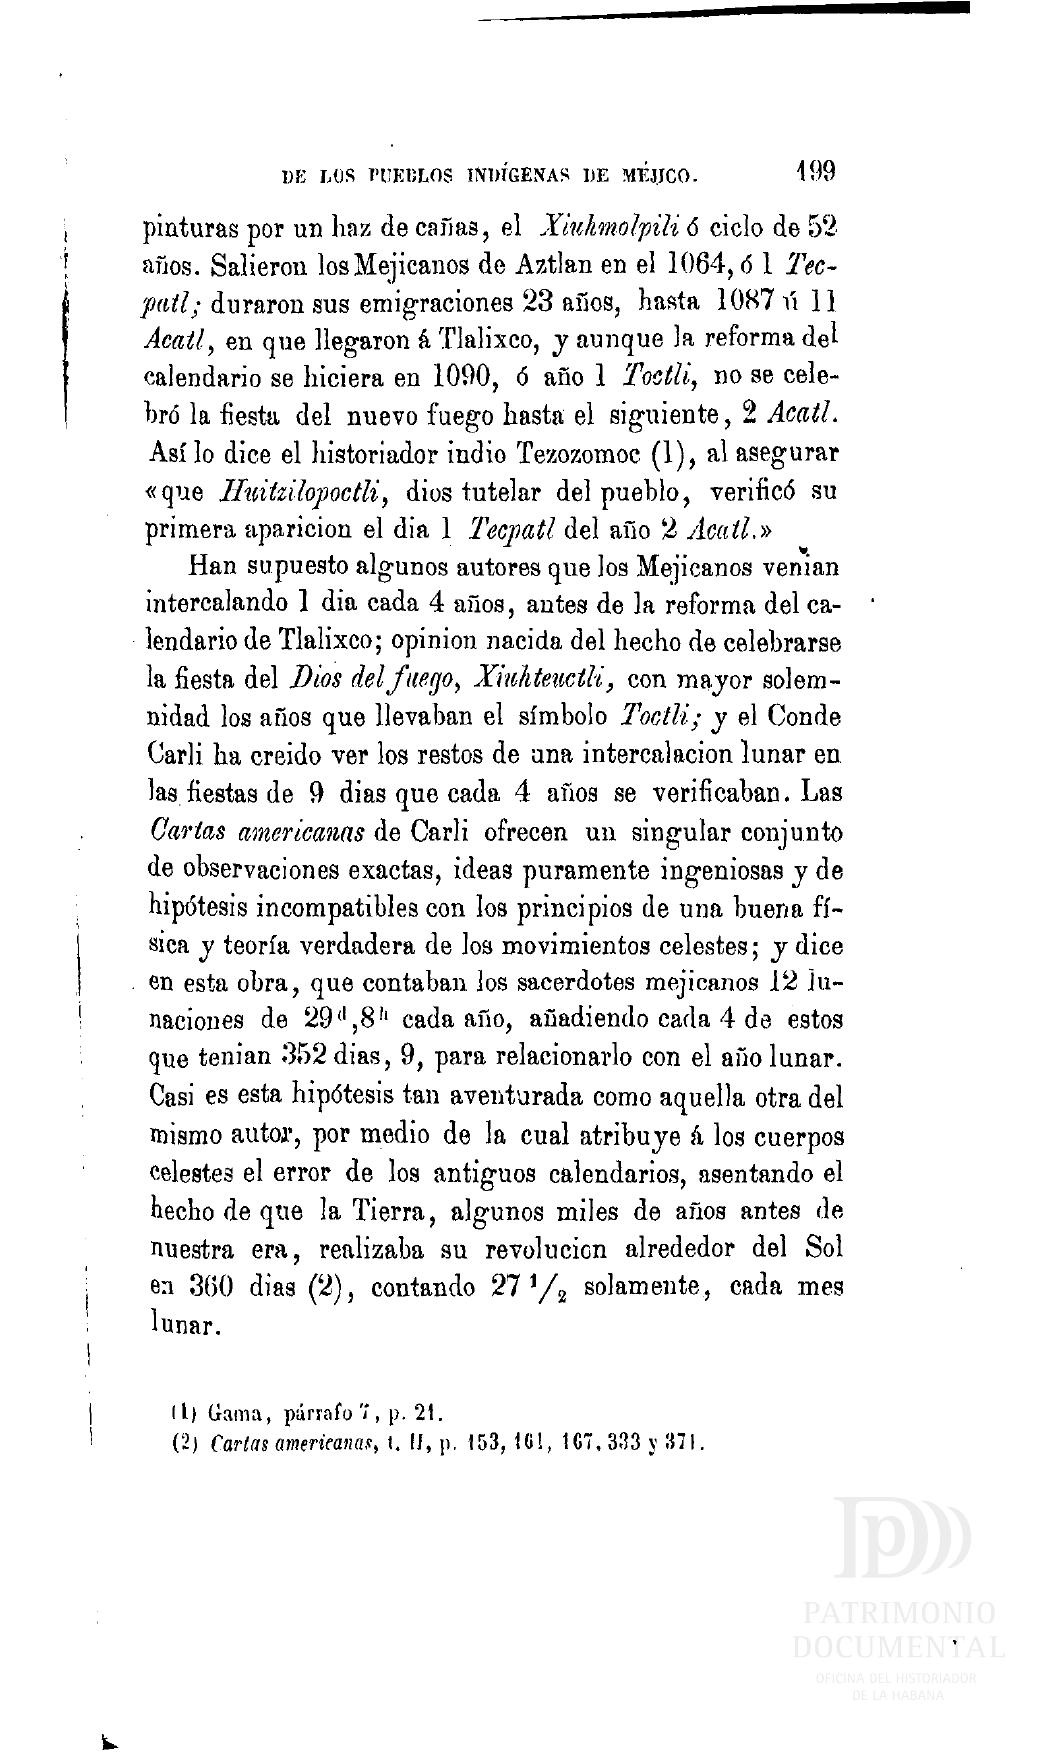 DE LOS PUEBLOS INDÍGENAS DE MÉJICO. 199
pinturas por un haz de cañas, el Xiuhmolpili ó ciclo de 52
años. Salieron los Mejicanos de Aztlan en el 1064, ó 1 Tec-
patl; duraron sus emigraciones 23 años, hasta 1087 ú 11
Acatl, en que llegaron á Tlalixco, y aunque la reforma del
calendario se hiciera en 1090, ó año 1 Toctli, no se cele-
bró la fiesta del nuevo fuego hasta el siguiente, 2 Acatl.
Así lo dice el historiador indio Tezozomoc (1), al asegurar
«que Huitzilopoctli, dios tutelar del pueblo, verificó su
primera aparicion el dia 1 Tecpatl del año 2 Acatl.»
Han supuesto algunos autores que los Mejicanos venian
intercalando 1 dia cada 4 años, antes de la reforma del ca-
lendario de Tlalixco; opinion nacida del hecho de celebrarse
la fiesta del Dios del fuego, Xiuhteuctli, con mayor solem-
nidad los años que llevaban el símbolo Toctli; y el Conde
Carli ha creido ver los restos de una intercalacion lunar en
las fiestas de 9 dias que cada 4 años se verificaban. Las
Cartas americanas de Carli ofrecen un singular conjunto
de observaciones exactas, ideas puramente ingeniosas y de
hipótesis incompatibles con los principios de una buena fí-
sica y teoría verdadera de los movimientos celestes; y dice
en esta obra, que contaban los sacerdotes mejicanos 12 lu-
naciones de 29ᵈ,8ʰ cada año, añadiendo cada 4 de estos
que tenian 352 dias, 9, para relacionarlo con el año lunar.
Casi es esta hipótesis tan aventurada como aquella otra del
mismo autor, por medio de la cual atribuye á los cuerpos
celestes el error de los antiguos calendarios, asentando el
hecho de que la Tierra, algunos miles de años antes de
nuestra era, realizaba su revolucion alrededor del Sol
en 360 dias (2), contando 27 ¹/₂ solamente, cada mes
lunar.
(1) Gama, párrafo 7, p. 21.
(2) Cartas americanas, t. II, p. 153, 161, 167, 333 y 371.
PATRIMONIO
DOCUMENTAL
OFICINA DEL HISTORIADOR
DE LA HABANA